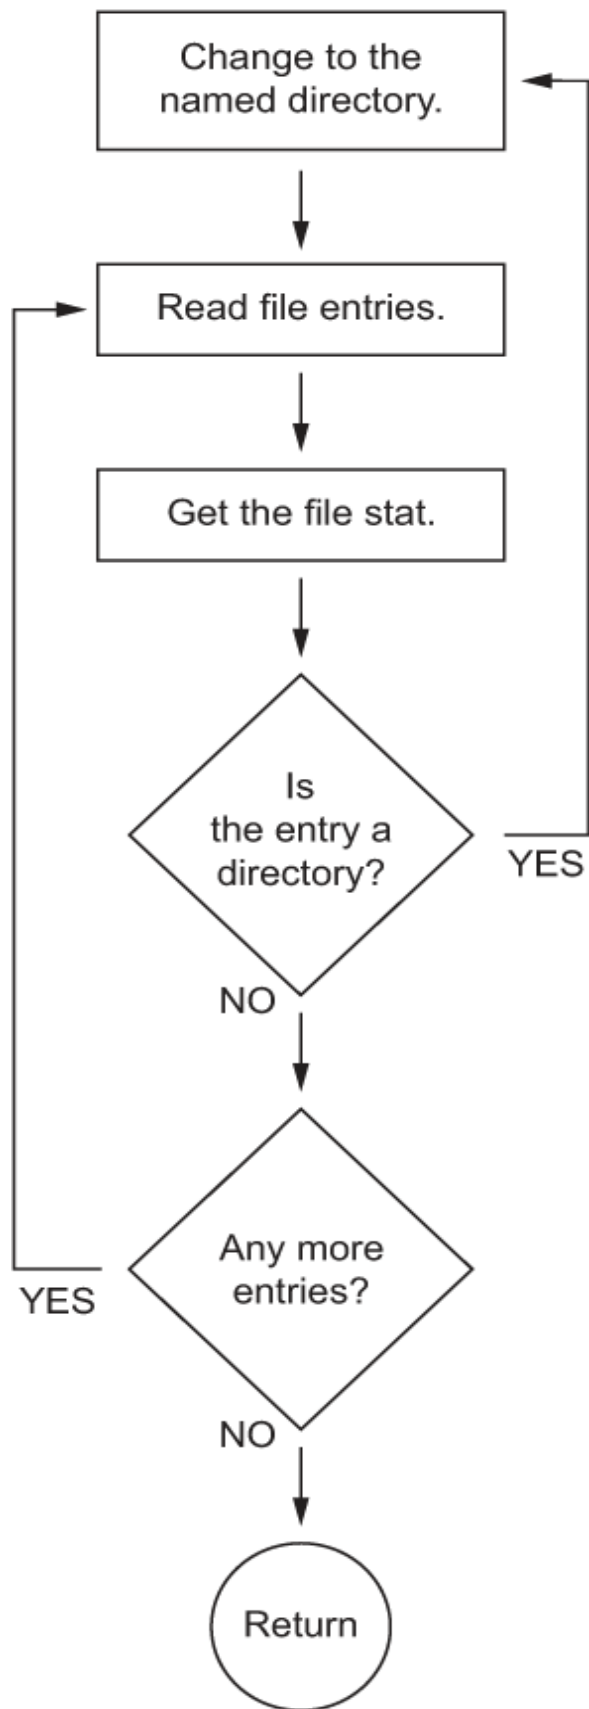 Change to the
named directory.
Read file entries.
Get the file stat.
Is
the entry a
directory?
YES
NO
Any more
entries?
YES
NO
Return